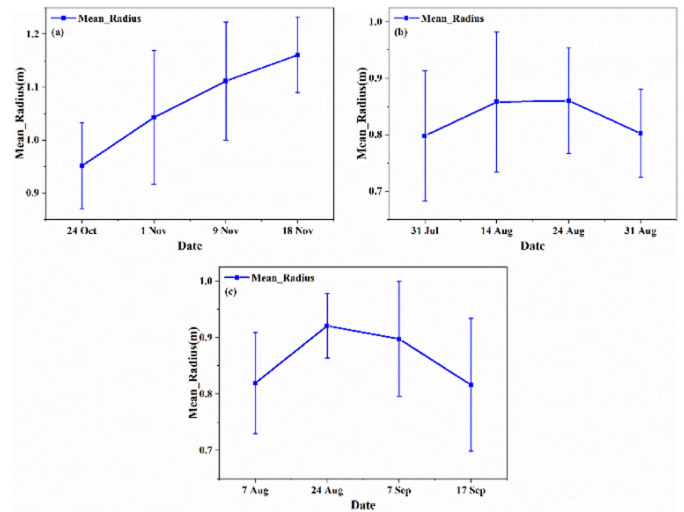 Mean_Radius
(a)
1.2
1.1
1.0
0.9
Mean_Radius(m)
24 Oct 1 Nov 9 Nov 18 Nov
Date
Mean_Radius
(b)
1.0
0.9
0.8
0.7
Mean_Radius(m)
31 Jul 14 Aug 24 Aug 31 Aug
Date
Mean_Radius
(c)
1.0
0.9
0.8
0.7
Mean_Radius(m)
7 Aug 24 Aug 7 Sep 17 Sep
Date